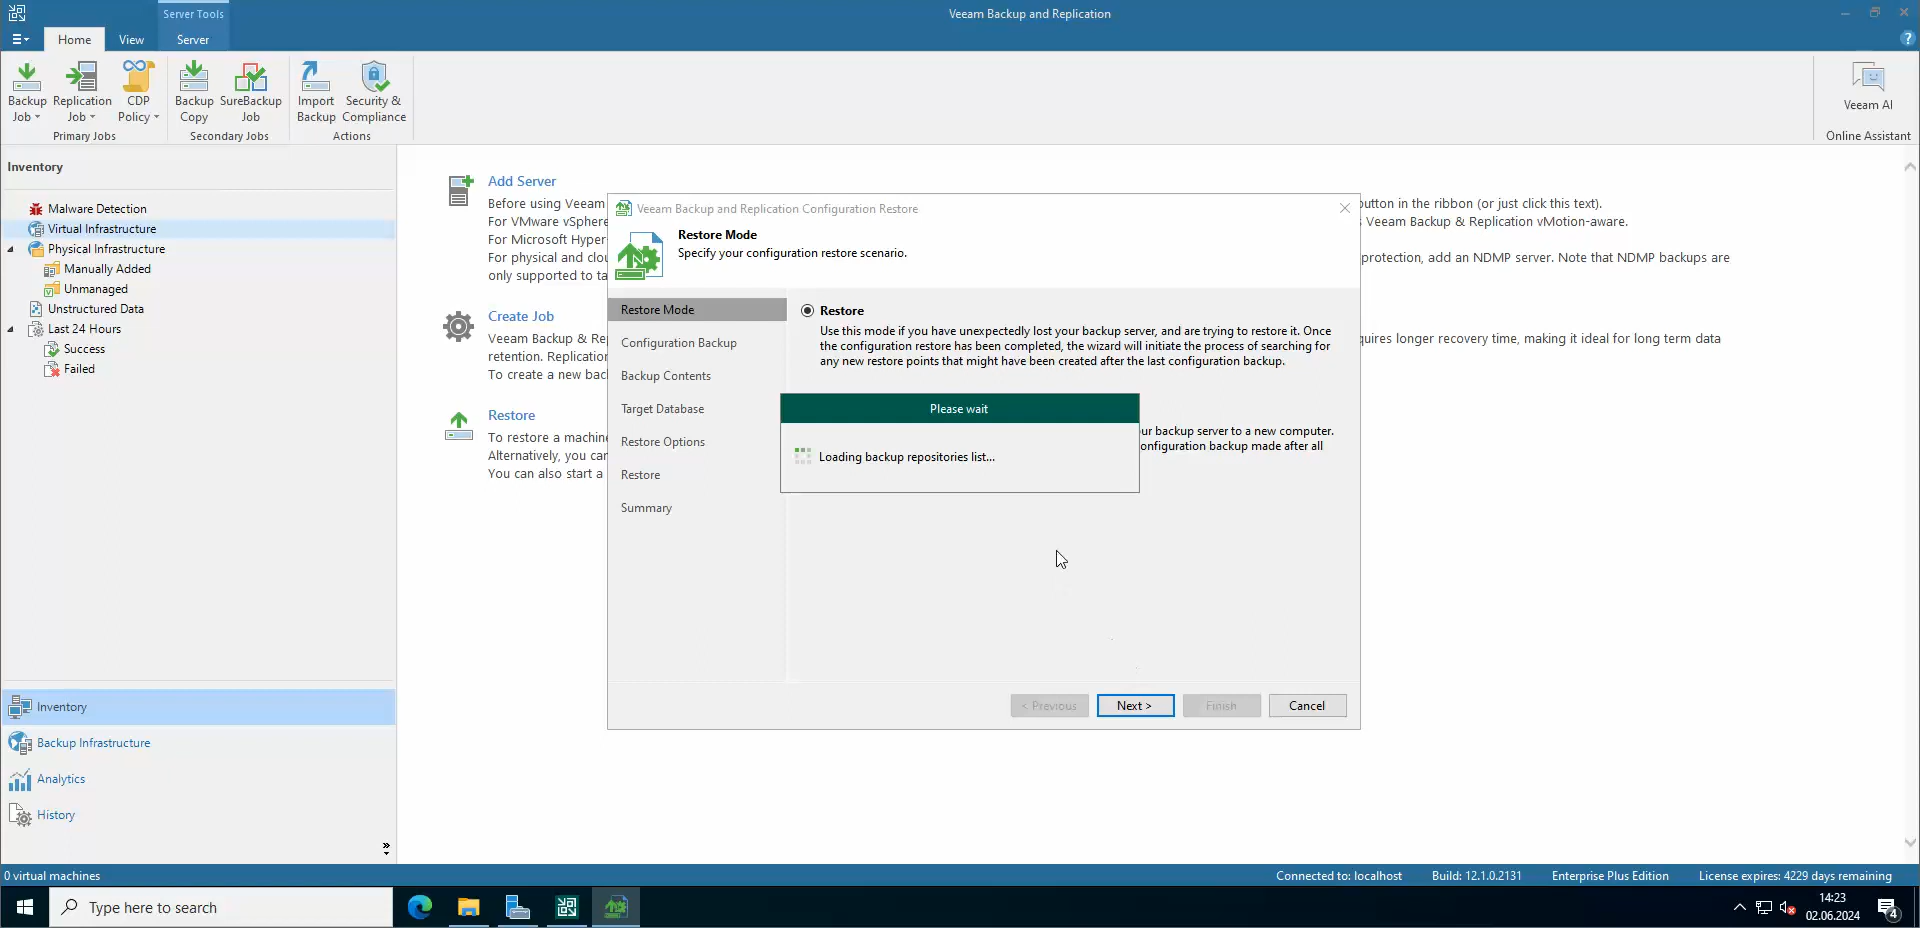 Server Tools
Veeam Backup and Replication
Home
View
Server
Backup Job
Replication Job
CDP Policy
Primary Jobs
Backup Copy
SureBackup Job
Secondary Jobs
Import Backup
Security & Compliance
Actions
Veeam AI
Online Assistant
Inventory
Malware Detection
Virtual Infrastructure
Physical Infrastructure
Manually Added
Unmanaged
Unstructured Data
Last 24 Hours
Success
Failed
Inventory
Backup Infrastructure
Analytics
History
Add Server
Before using Veeam
For VMware vSphere
For Microsoft Hyper-
For physical and clou
only supported to ta
utton in the ribbon (or just click this text).
Veeam Backup & Replication vMotion-aware.
protection, add an NDMP server. Note that NDMP backups are
Create Job
Veeam Backup & Rep
retention. Replication
To create a new back
quires longer recovery time, making it ideal for long term data
Restore
To restore a machine
Alternatively, you can
You can also start a
Veeam Backup and Replication Configuration Restore
Restore Mode
Specify your configuration restore scenario.
Restore Mode
Configuration Backup
Backup Contents
Target Database
Restore Options
Restore
Summary
Restore
Use this mode if you have unexpectedly lost your backup server, and are trying to restore it. Once
the configuration restore has been completed, the wizard will initiate the process of searching for
any new restore points that might have been created after the last configuration backup.
ur backup server to a new computer.
onfiguration backup made after all
Please wait
Loading backup repositories list...
< Previous
Next >
Finish
Cancel
0 virtual machines
Connected to: localhost
Build: 12.1.0.2131
Enterprise Plus Edition
License expires: 4229 days remaining
Type here to search
14:23
02.06.2024
4